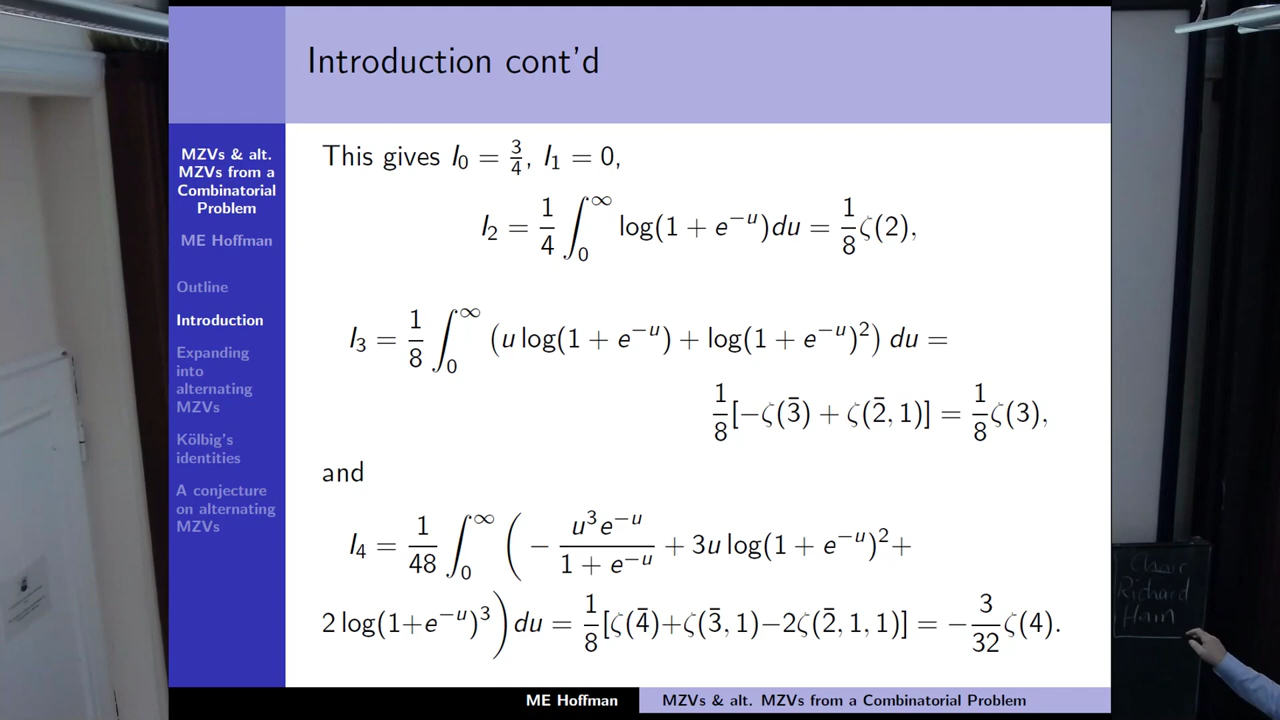 Introduction cont'd
MZVs & alt.
MZVs from a
Combinatorial
Problem
ME Hoffman
Outline
Introduction
Expanding
into
alternating
MZVs
Kölbig's
identities
A conjecture
on alternating
MZVs
This gives I₀ = 3/4, I₁ = 0,
I₂ = 1/4 ∫₀^∞ log(1 + e^{−u})du = 1/8 ζ(2),
I₃ = 1/8 ∫₀^∞ (u log(1 + e^{−u}) + log(1 + e^{−u})²) du =
1/8 [−ζ(3̄) + ζ(2̄, 1)] = 1/8 ζ(3),
and
I₄ = 1/48 ∫₀^∞ ( − u³e^{−u}/(1 + e^{−u}) + 3u log(1 + e^{−u})² +
2 log(1+e^{−u})³ ) du = 1/8 [ζ(4̄)+ζ(3̄, 1)−2ζ(2̄, 1, 1)] = −3/32 ζ(4).
ME Hoffman
MZVs & alt. MZVs from a Combinatorial Problem
Chair
Richard
Hain